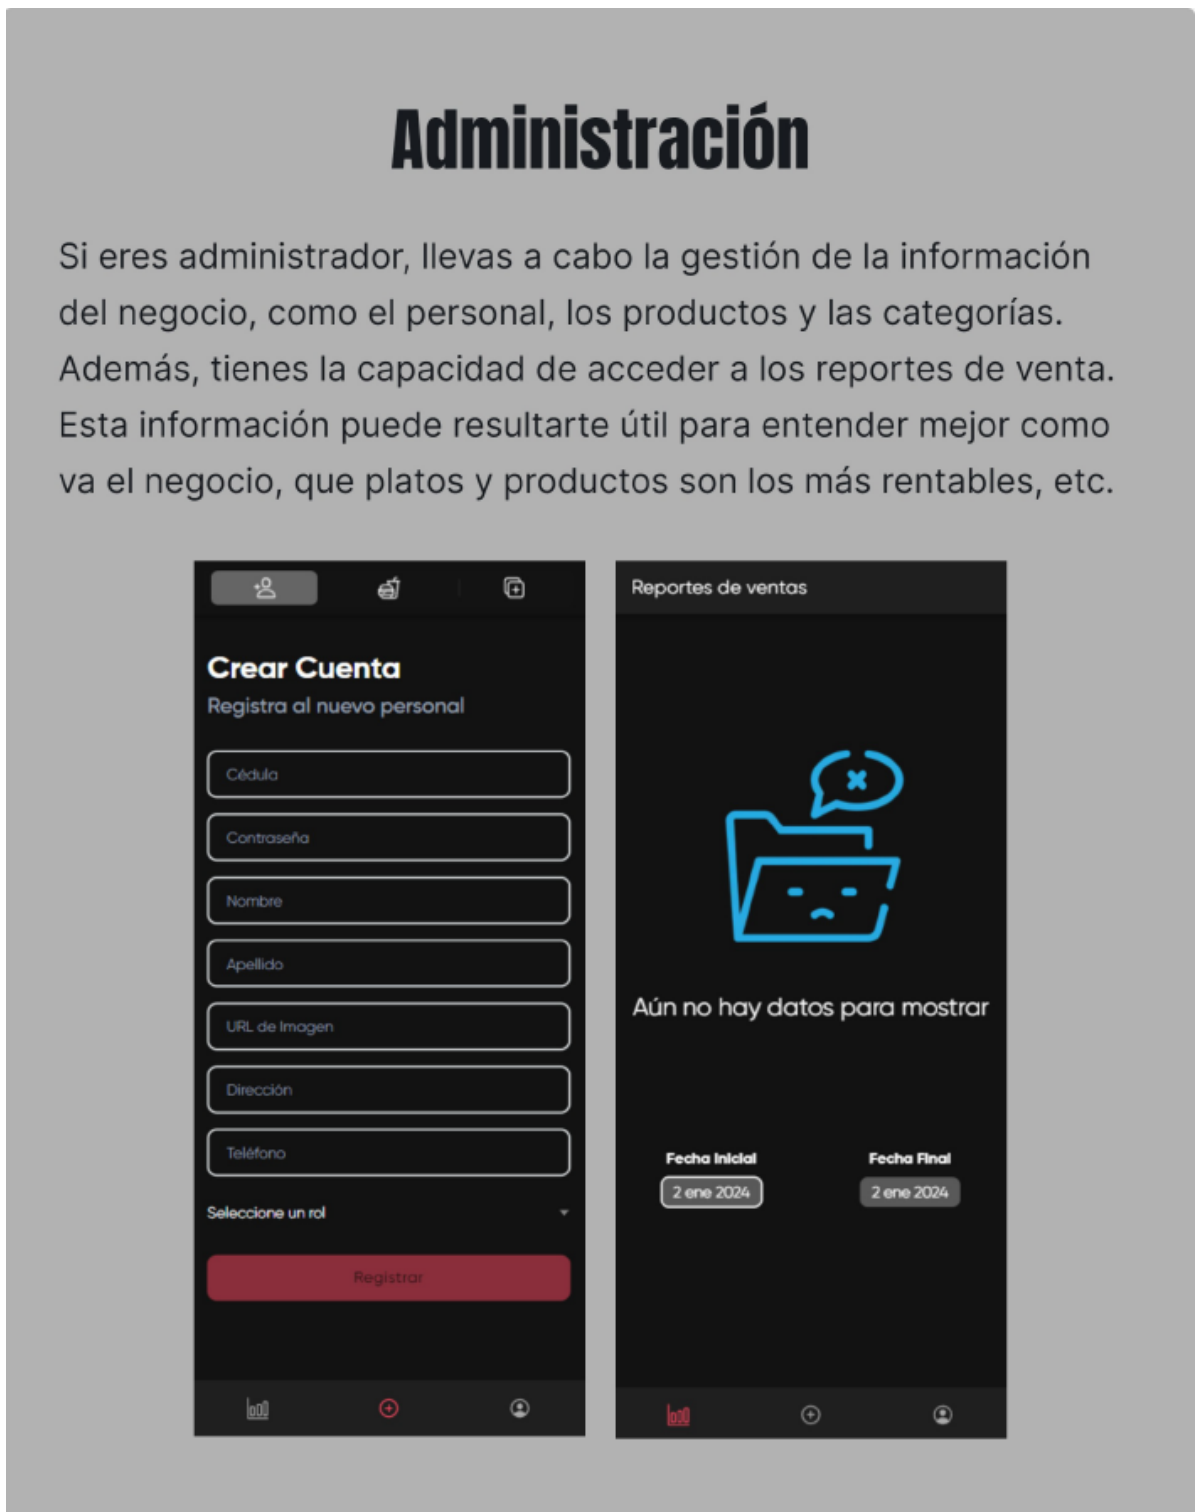 Administración
Si eres administrador, llevas a cabo la gestión de la información
del negocio, como el personal, los productos y las categorías.
Además, tienes la capacidad de acceder a los reportes de venta.
Esta información puede resultarte útil para entender mejor como
va el negocio, que platos y productos son los más rentables, etc.
Crear Cuenta
Registra al nuevo personal
Cédula
Contraseña
Nombre
Apellido
URL de Imagen
Dirección
Teléfono
Seleccione un rol
Registrar
Reportes de ventas
Aún no hay datos para mostrar
Fecha Inicial
Fecha Final
2 ene 2024
2 ene 2024